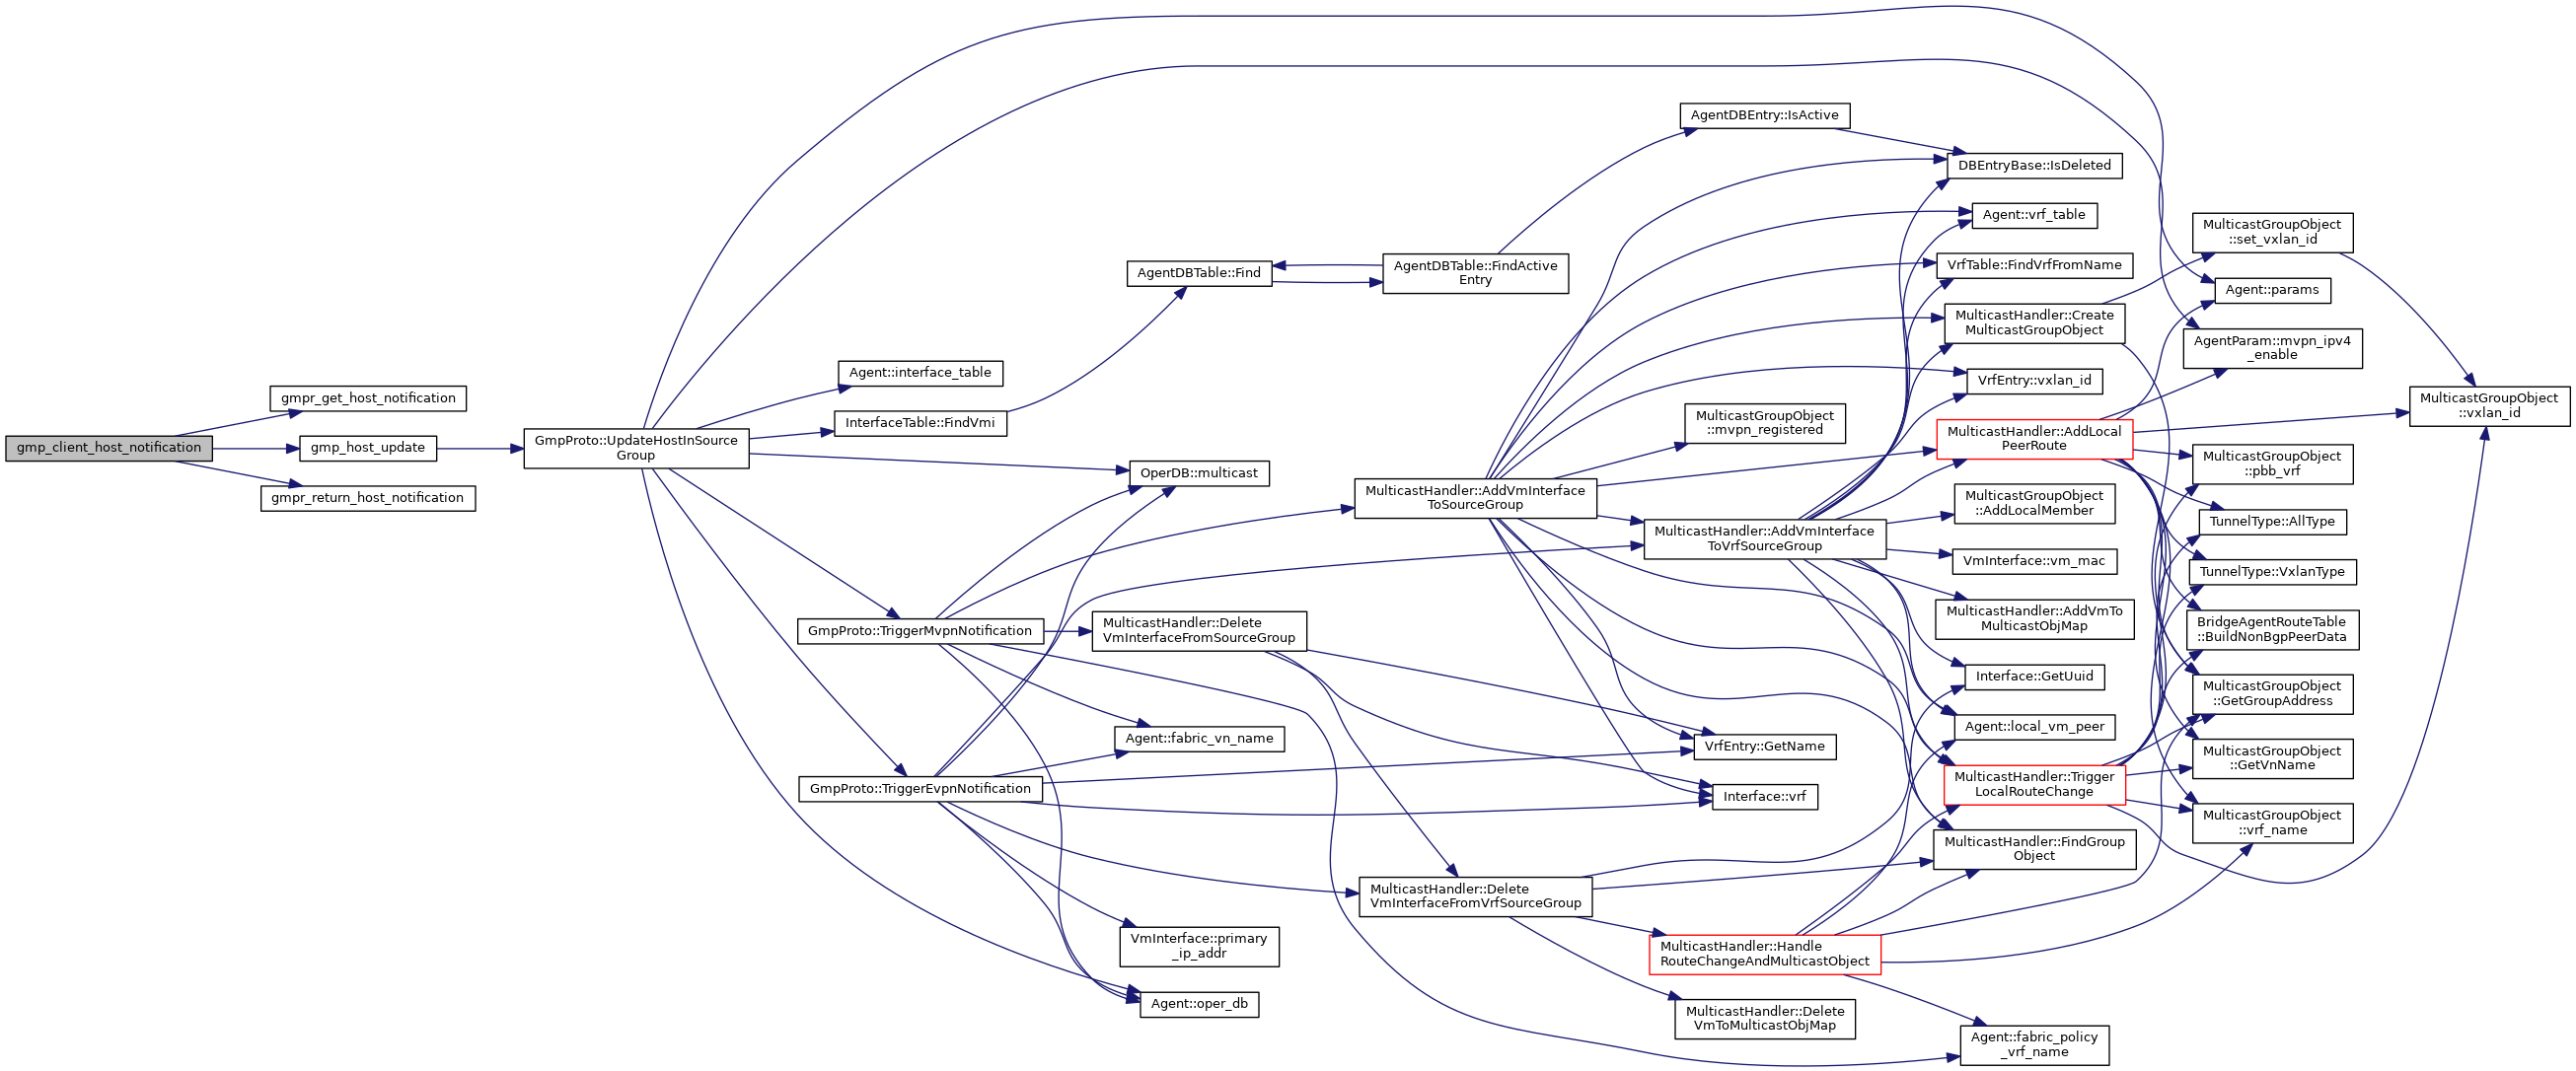 gmp_client_host_notification
gmpr_get_host_notification
gmp_host_update
gmpr_return_host_notification
GmpProto::UpdateHostInSource
Group
Agent::interface_table
InterfaceTable::FindVmi
GmpProto::TriggerMvpnNotification
GmpProto::TriggerEvpnNotification
AgentDBTable::Find
OperDB::multicast
MulticastHandler::Delete
VmInterfaceFromSourceGroup
Agent::fabric_vn_name
VmInterface::primary
_ip_addr
Agent::oper_db
AgentDBTable::FindActive
Entry
MulticastHandler::AddVmInterface
ToSourceGroup
MulticastHandler::Delete
VmInterfaceFromVrfSourceGroup
AgentDBEntry::IsActive
MulticastGroupObject
::mvpn_registered
MulticastHandler::AddVmInterface
ToVrfSourceGroup
VrfEntry::GetName
Interface::vrf
MulticastHandler::Handle
RouteChangeAndMulticastObject
MulticastHandler::Delete
VmToMulticastObjMap
DBEntryBase::IsDeleted
Agent::vrf_table
VrfTable::FindVrfFromName
MulticastHandler::Create
MulticastGroupObject
VrfEntry::vxlan_id
MulticastHandler::AddLocal
PeerRoute
MulticastGroupObject
::AddLocalMember
VmInterface::vm_mac
MulticastHandler::AddVmTo
MulticastObjMap
Interface::GetUuid
Agent::local_vm_peer
MulticastHandler::Trigger
LocalRouteChange
MulticastHandler::FindGroup
Object
Agent::fabric_policy
_vrf_name
MulticastGroupObject
::set_vxlan_id
Agent::params
AgentParam::mvpn_ipv4
_enable
MulticastGroupObject
::pbb_vrf
TunnelType::AllType
TunnelType::VxlanType
BridgeAgentRouteTable
::BuildNonBgpPeerData
MulticastGroupObject
::GetGroupAddress
MulticastGroupObject
::GetVnName
MulticastGroupObject
::vrf_name
MulticastGroupObject
::vxlan_id